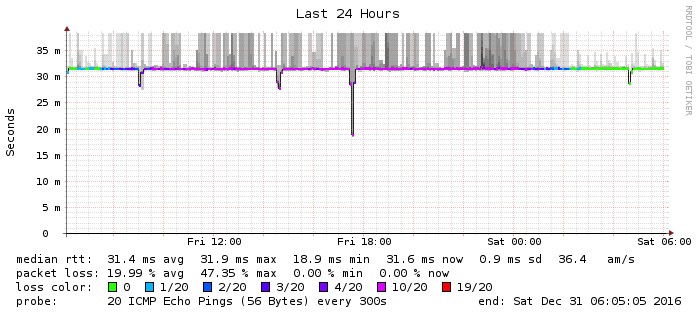 Last 24 Hours
RRDTOOL / TOBI OETIKER
Seconds
35 m
30 m
25 m
20 m
15 m
10 m
5 m
0
Fri 12:00 Fri 18:00 Sat 00:00 Sat 06:00
median rtt: 31.4 ms avg 31.9 ms max 18.9 ms min 31.6 ms now 0.9 ms sd 36.4 am/s
packet loss: 19.99 % avg 47.35 % max 0.00 % min 0.00 % now
loss color: 0 1/20 2/20 3/20 4/20 10/20 19/20
probe: 20 ICMP Echo Pings (56 Bytes) every 300s end: Sat Dec 31 06:05:05 2016